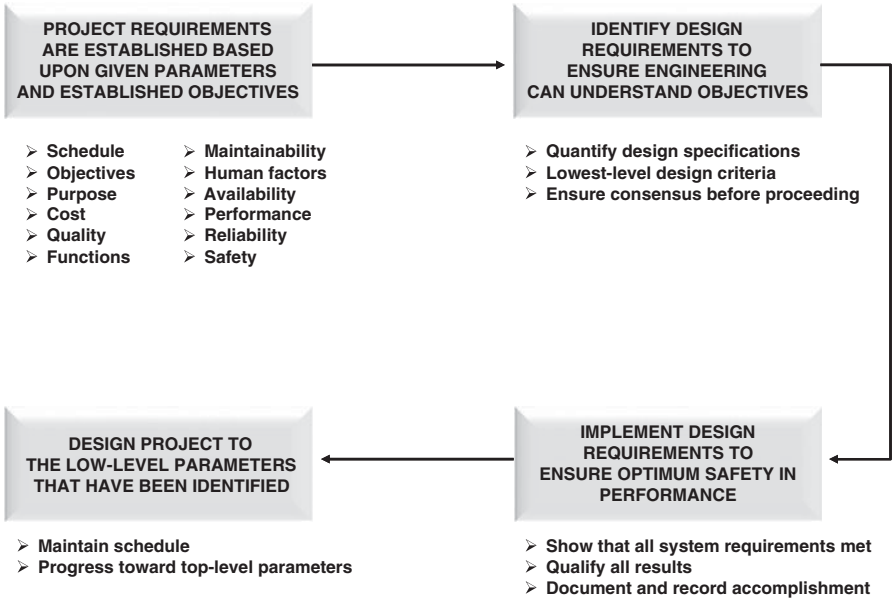 PROJECT REQUIREMENTS
ARE ESTABLISHED BASED
UPON GIVEN PARAMETERS
AND ESTABLISHED OBJECTIVES
➢ Schedule
➢ Objectives
➢ Purpose
➢ Cost
➢ Quality
➢ Functions
➢ Maintainability
➢ Human factors
➢ Availability
➢ Performance
➢ Reliability
➢ Safety
IDENTIFY DESIGN
REQUIREMENTS TO
ENSURE ENGINEERING
CAN UNDERSTAND OBJECTIVES
➢ Quantify design specifications
➢ Lowest-level design criteria
➢ Ensure consensus before proceeding
IMPLEMENT DESIGN
REQUIREMENTS TO
ENSURE OPTIMUM SAFETY IN
PERFORMANCE
➢ Show that all system requirements met
➢ Qualify all results
➢ Document and record accomplishment
DESIGN PROJECT TO
THE LOW-LEVEL PARAMETERS
THAT HAVE BEEN IDENTIFIED
➢ Maintain schedule
➢ Progress toward top-level parameters